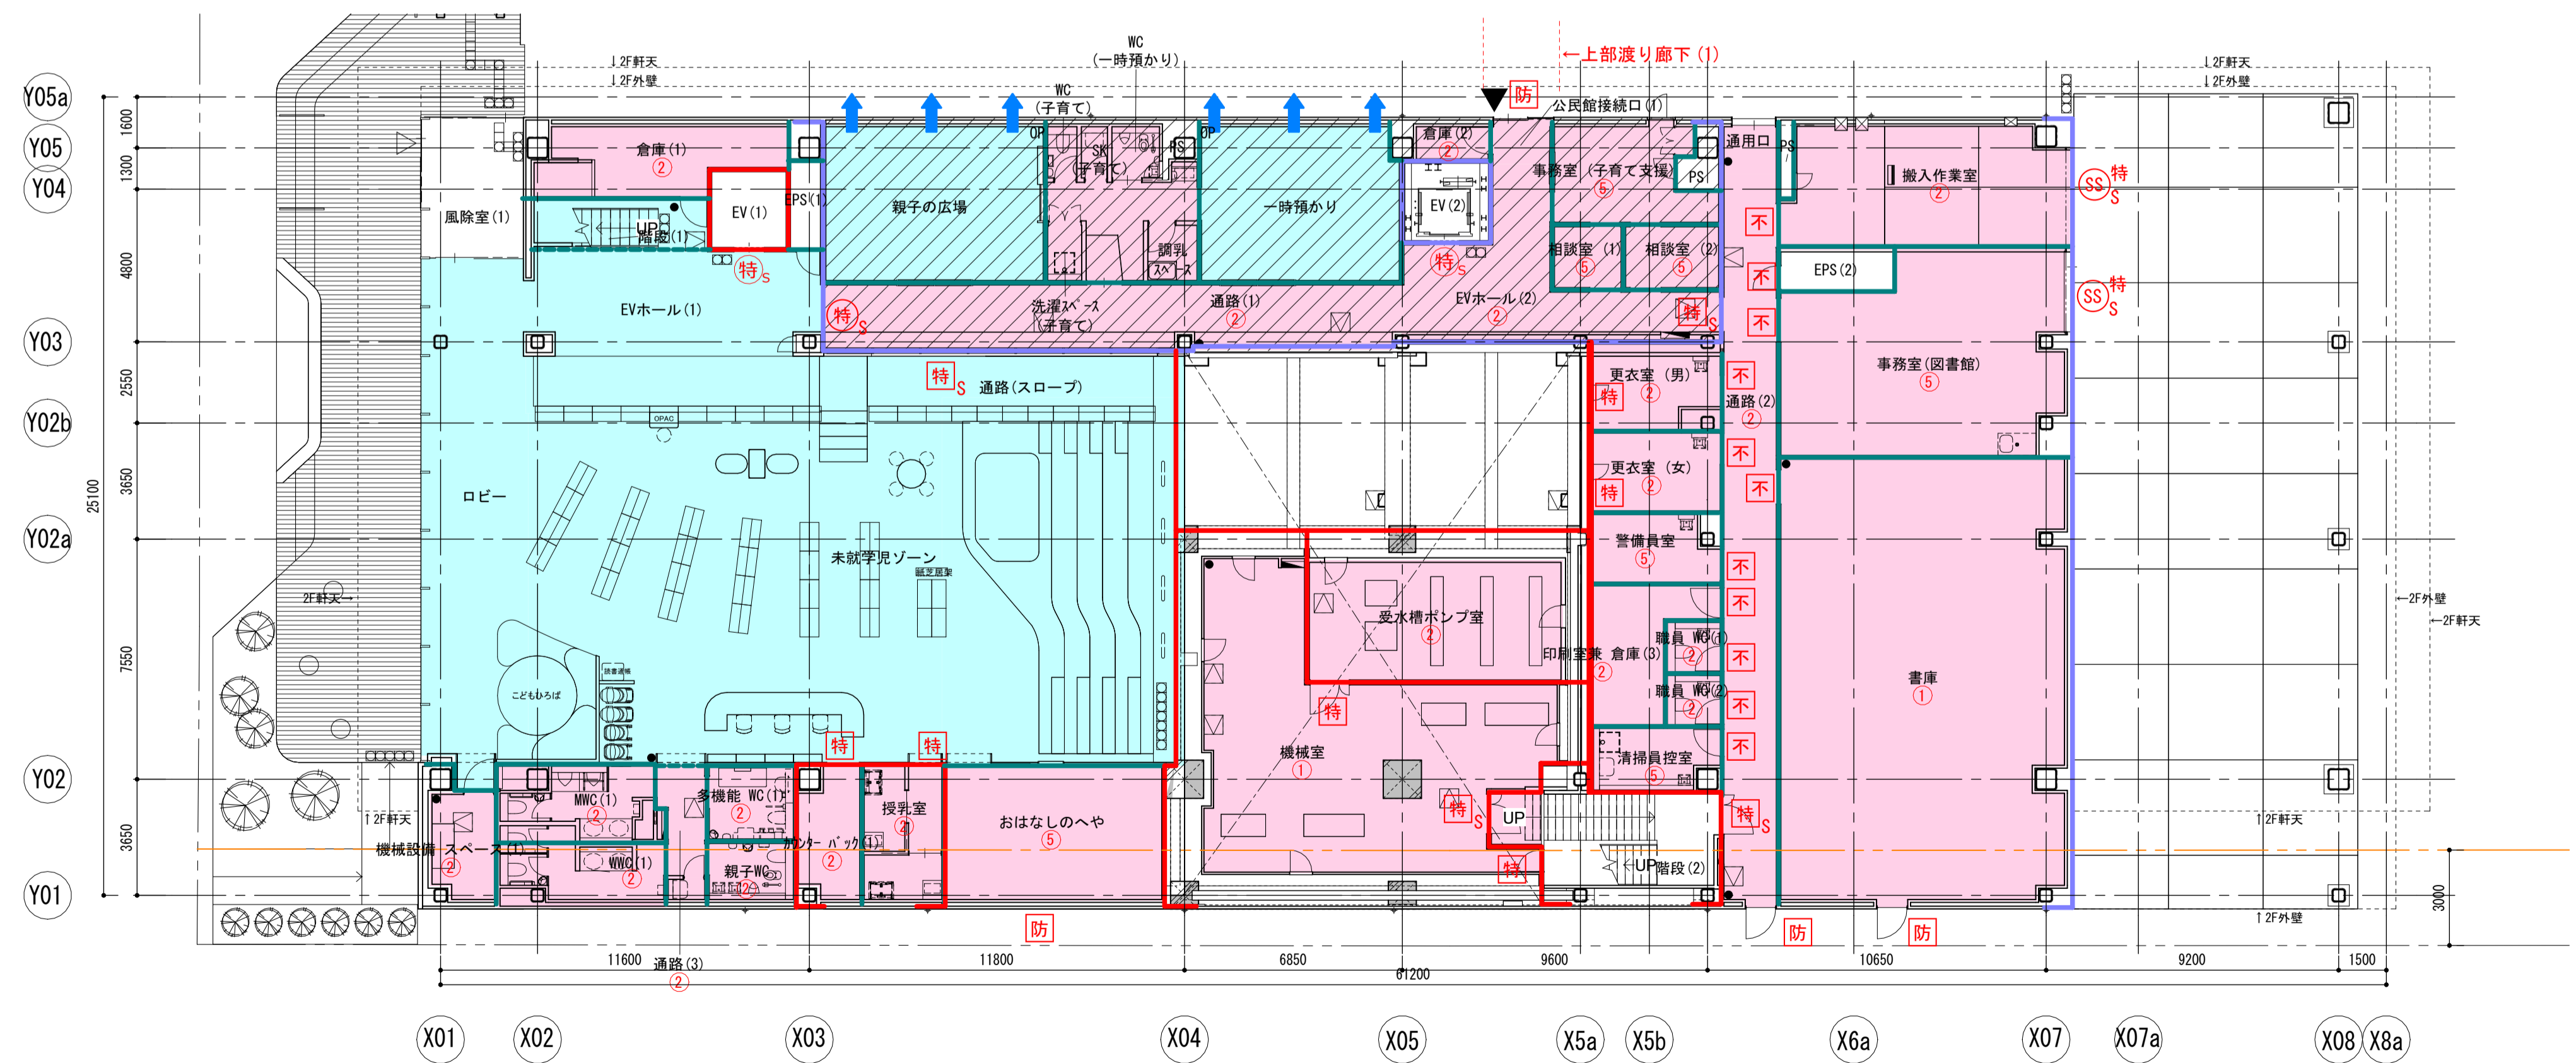 WC
(一時預かり)
←上部渡り廊下(1)
↓2F軒天
↓2F外壁
↓2F軒天
↓2F外壁
WC
(子育て)
防
公民館接続口(1)
Y05a
Y05
Y04
Y03
Y02b
Y02a
Y02
Y01
25100
1600
1300
4800
2550
3650
7550
3650
倉庫(1)
②
OP
SK
(子育て)
PS
OP
倉庫(2)
②
エエ
事務室(子育て支援)
⑤
PS
通用口
PS
搬入作業室
②
SS
特
S
風除室(1)
UP
階段(1)
EV(1)
EPS(1)
特
S
親子の広場
一時預かり
EV(2)
調乳
スペース
特
S
相談室 (1)
⑤
相談室 (2)
⑤
不
不
不
EPS(2)
SS
特
S
EVホール(1)
特
S
洗濯スペース
(子育て)
通路(1)
②
EVホール(2)
②
特
S
特
S
通路(スロープ)
OPAC
更衣室 (男)
②
特
不
通路(2)
②
事務室(図書館)
⑤
更衣室 (女)
②
特
不
不
ロビー
未就学児ゾーン
紙芝居架
警備員室
⑤
不
不
2F軒天→
←2F外壁
←2F軒天
受水槽ポンプ室
②
印刷室兼 倉庫(3)
②
職員 WC(1)
②
職員 WC(2)
②
不
不
不
書庫
①
こどもひろば
読書通帳
特
特
特
機械室
①
清掃員控室
⑤
↑2F軒天
MWC(1)
②
多機能 WC(1)
②
授乳室
②
おはなしのへや
⑤
特
S
UP
特
S
↑2F軒天
機械設備 スペース(1)
②
WWC(1)
②
親子WC
②
カウンター バック(1)
②
特
UP
階段(2)
3000
↑2F外壁
防
防
防
通路(3)
②
11600
11800
6850
9600
10650
9200
1500
61200
X01
X02
X03
X04
X05
X5a
X5b
X6a
X07
X07a
X08
X8a